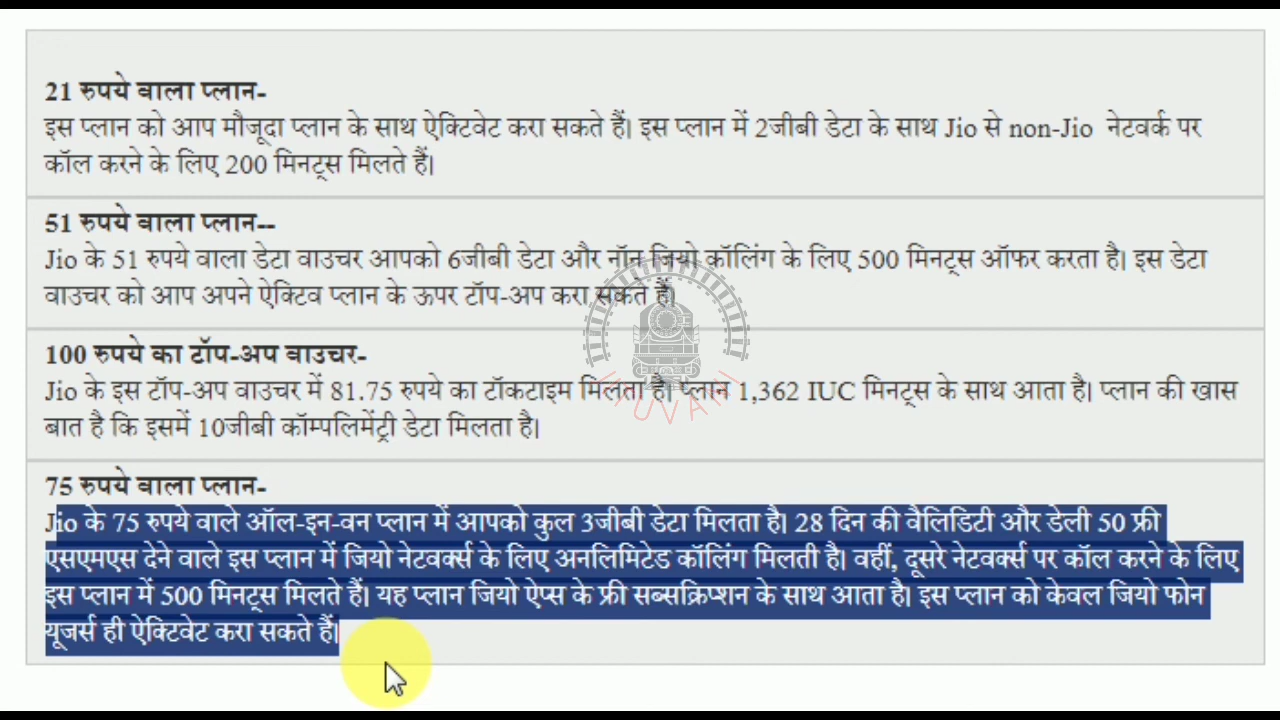 21 रुपये वाला प्लान-
इस प्लान को आप मौजूदा प्लान के साथ ऐक्टिवेट करा सकते हैं। इस प्लान में 2जीबी डेटा के साथ Jio से non-Jio नेटवर्क पर
कॉल करने के लिए 200 मिनट्स मिलते हैं।
51 रुपये वाला प्लान--
Jio के 51 रुपये वाला डेटा वाउचर आपको 6जीबी डेटा और नॉन जियो कॉलिंग के लिए 500 मिनट्स ऑफर करता है। इस डेटा
वाउचर को आप अपने ऐक्टिव प्लान के ऊपर टॉप-अप करा सकते हैं।
100 रुपये का टॉप-अप वाउचर-
Jio के इस टॉप-अप वाउचर में 81.75 रुपये का टॉकटाइम मिलता है। प्लान 1,362 IUC मिनट्स के साथ आता है। प्लान की खास
बात है कि इसमें 10जीबी कॉम्पलिमेंट्री डेटा मिलता है।
75 रुपये वाला प्लान-
Jio के 75 रुपये वाले ऑल-इन-वन प्लान में आपको कुल 3जीबी डेटा मिलता है। 28 दिन की वैलिडिटी और डेली 50 फ्री
एसएमएस देने वाले इस प्लान में जियो नेटवर्क्स के लिए अनलिमिटेड कॉलिंग मिलती है। वहीं, दूसरे नेटवर्क्स पर कॉल करने के लिए
इस प्लान में 500 मिनट्स मिलते हैं। यह प्लान जियो ऐप्स के फ्री सब्सक्रिप्शन के साथ आता है। इस प्लान को केवल जियो फोन
यूजर्स ही ऐक्टिवेट करा सकते हैं।